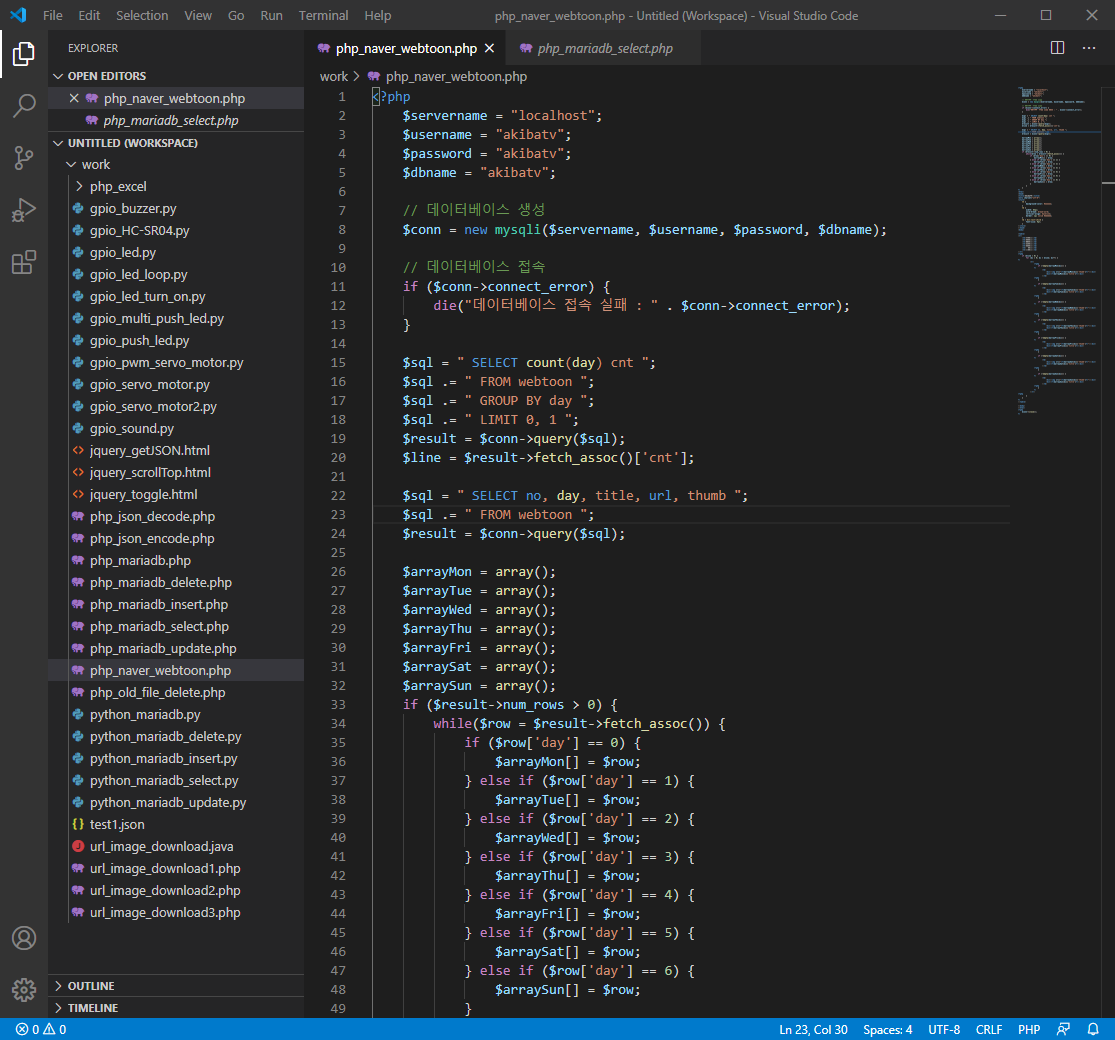 File Edit Selection View Go Run Terminal Help php_naver_webtoon.php - Untitled (Workspace) - Visual Studio Code
EXPLORER
OPEN EDITORS
php_naver_webtoon.php
php_mariadb_select.php
UNTITLED (WORKSPACE)
work
php_excel
gpio_buzzer.py
gpio_HC-SR04.py
gpio_led.py
gpio_led_loop.py
gpio_led_turn_on.py
gpio_multi_push_led.py
gpio_push_led.py
gpio_pwm_servo_motor.py
gpio_servo_motor.py
gpio_servo_motor2.py
gpio_sound.py
jquery_getJSON.html
jquery_scrollTop.html
jquery_toggle.html
php_json_decode.php
php_json_encode.php
php_mariadb.php
php_mariadb_delete.php
php_mariadb_insert.php
php_mariadb_select.php
php_mariadb_update.php
php_naver_webtoon.php
php_old_file_delete.php
python_mariadb.py
python_mariadb_delete.py
python_mariadb_insert.py
python_mariadb_select.py
python_mariadb_update.py
test1.json
url_image_download.java
url_image_download1.php
url_image_download2.php
url_image_download3.php
OUTLINE
TIMELINE
php_naver_webtoon.php php_mariadb_select.php
work > php_naver_webtoon.php
1 <?php
2 $servername = "localhost";
3 $username = "akibatv";
4 $password = "akibatv";
5 $dbname = "akibatv";
6
7 // 데이터베이스 생성
8 $conn = new mysqli($servername, $username, $password, $dbname);
9
10 // 데이터베이스 접속
11 if ($conn->connect_error) {
12 die("데이터베이스 접속 실패 : " . $conn->connect_error);
13 }
14
15 $sql = " SELECT count(day) cnt ";
16 $sql .= " FROM webtoon ";
17 $sql .= " GROUP BY day ";
18 $sql .= " LIMIT 0, 1 ";
19 $result = $conn->query($sql);
20 $line = $result->fetch_assoc()['cnt'];
21
22 $sql = " SELECT no, day, title, url, thumb ";
23 $sql .= " FROM webtoon ";
24 $result = $conn->query($sql);
25
26 $arrayMon = array();
27 $arrayTue = array();
28 $arrayWed = array();
29 $arrayThu = array();
30 $arrayFri = array();
31 $arraySat = array();
32 $arraySun = array();
33 if ($result->num_rows > 0) {
34 while($row = $result->fetch_assoc()) {
35 if ($row['day'] == 0) {
36 $arrayMon[] = $row;
37 } else if ($row['day'] == 1) {
38 $arrayTue[] = $row;
39 } else if ($row['day'] == 2) {
40 $arrayWed[] = $row;
41 } else if ($row['day'] == 3) {
42 $arrayThu[] = $row;
43 } else if ($row['day'] == 4) {
44 $arrayFri[] = $row;
45 } else if ($row['day'] == 5) {
46 $arraySat[] = $row;
47 } else if ($row['day'] == 6) {
48 $arraySun[] = $row;
49 }
0 0 Ln 23, Col 30 Spaces: 4 UTF-8 CRLF PHP